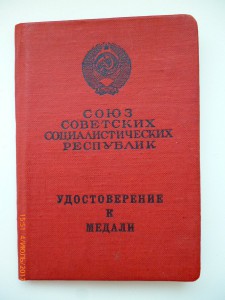 СОЮЗ
СОВЕТСКИХ
СОЦИАЛИСТИЧЕСКИХ
РЕСПУБЛИК
УДОСТОВЕРЕНИЕ
К
МЕДАЛИ